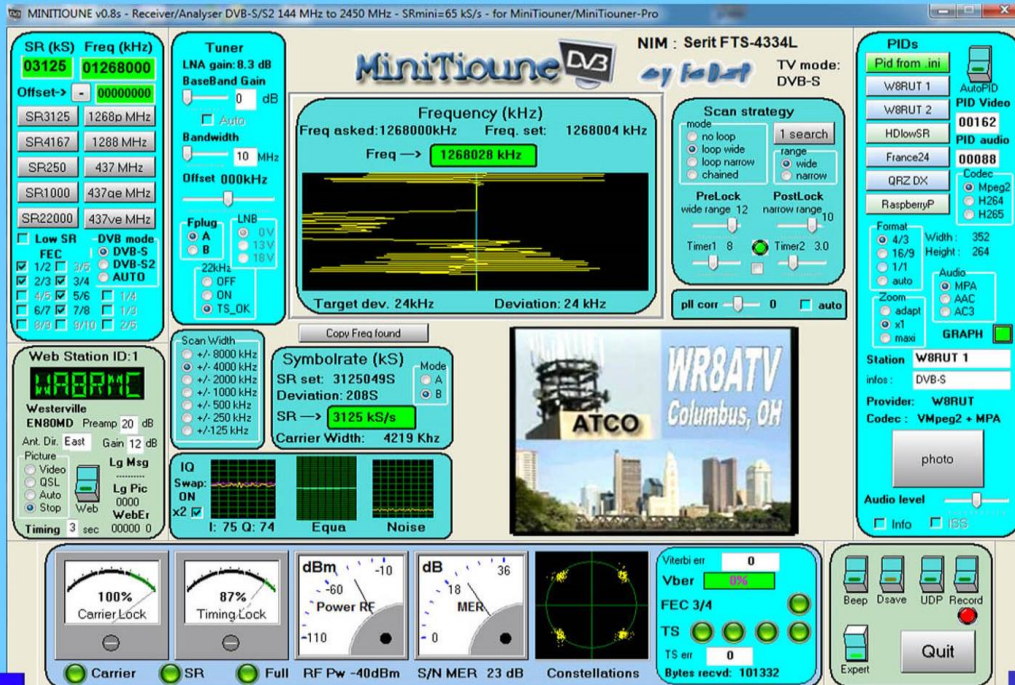 MINITIOUNE v0.8s - Receiver/Analyser DVB-S/S2 144 MHz to 2450 MHz - SRmini=65 kS/s - for MiniTiouner/MiniTiouner-Pro
SR (kS) Freq (kHz)
03125 01268000
Offset-> - 00000000
SR3125 1268p MHz
SR4167 1288 MHz
SR250 437 MHz
SR1000 437qe MHz
SR22000 437ve MHz
Low SR
FEC
1/2 3/5
2/3 3/4
4/5 5/6 1/4
6/7 7/8 1/3
8/9 9/10 2/5
DVB mode
DVB-S
DVB-S2
AUTO
Tuner
LNA gain: 8.3 dB
BaseBand Gain
0 dB
Auto
Bandwidth
10 MHz
Offset 000kHz
Fplug
A
B
LNB
0V
13V
18V
22kHz
OFF
ON
TS_OK
MiniTioune DVB
by F6DZP
NIM : Serit FTS-4334L
TV mode:
DVB-S
Frequency (kHz)
Freq asked:1268000kHz Freq. set: 1268004 kHz
Freq —> 1268028 kHz
Target dev. 24kHz Deviation: 24 kHz
Scan strategy
mode
no loop
loop wide
loop narrow
chained
1 search
range
wide
narrow
PreLock PostLock
wide range 12 narrow range 10
Timer1 8 Timer2 3.0
pll corr 0 auto
PIDs
Pid from .ini
W8RUT 1
W8RUT 2
HDlowSR
France24
QRZ DX
RaspberryP
AutoPID
PID Video
00162
PID audio
00088
Codec
Mpeg2
H264
H265
Format
4/3
16/9
1/1
auto
Width: 352
Height: 264
Audio
MPA
AAC
AC3
Zoom
adapt
x1
maxi
GRAPH
Station W8RUT 1
infos : DVB-S
Provider: W8RUT
Codec : VMpeg2 + MPA
photo
Audio level
Info ISS
Web Station ID:1
WA8RMC
Westerville
EN80MD Preamp 20 dB
Ant. Dir. East Gain 12 dB
Picture
Video
QSL
Auto
Stop
Web
Lg Msg
..........
Lg Pic
0000
WebEr
Timing 3 sec 00000 0
Scan Width
+/- 8000 kHz
+/- 4000 kHz
+/- 2000 kHz
+/- 1000 kHz
+/- 500 kHz
+/- 250 kHz
+/-125 kHz
Copy Freq found
Symbolrate (kS)
SR set: 3125049S
Deviation: 208S
SR —> 3125 kS/s
Carrier Width: 4219 Khz
Mode
A
B
IQ
Swap:
ON
x2
I: 75 Q: 74 Equa Noise
WR8ATV
Columbus, OH
ATCO
100%
Carrier Lock
87%
Timing Lock
Carrier SR Full
dBm -10
-60
Power RF
-110
RF Pw -40dBm
dB 36
18
MER
0
S/N MER 23 dB
Constellations
Viterbi err 0
Vber 0%
FEC 3/4
TS
TS err 0
Bytes recvd: 101332
Beep Dsave UDP Record
Expert
Quit